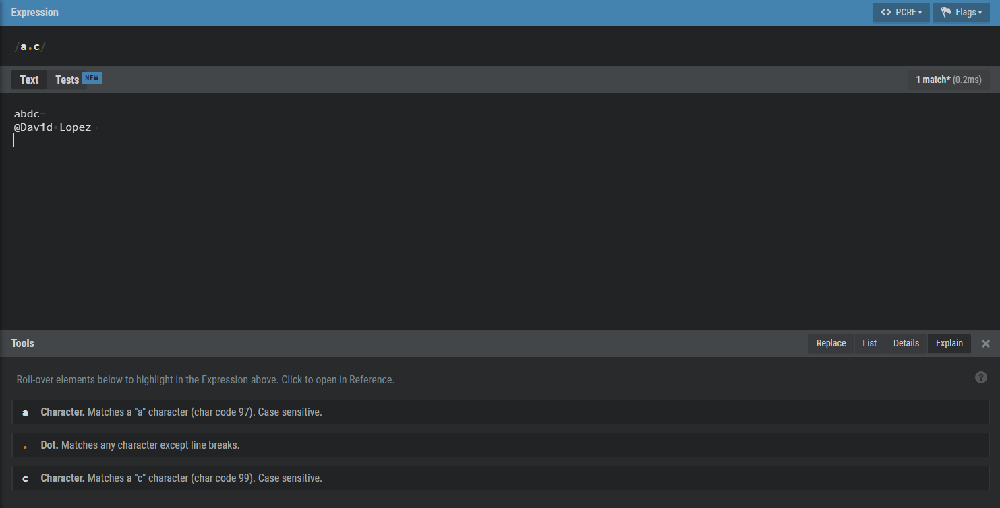 Expression
<> PCRE ▾
Flags ▾
/a.c/
Text
Tests NEW
1 match* (0.2ms)
abdc¬
@David•Lopez¬
Tools
Replace
List
Details
Explain
×
Roll-over elements below to highlight in the Expression above. Click to open in Reference.
?
a Character. Matches a "a" character (char code 97). Case sensitive.
. Dot. Matches any character except line breaks.
c Character. Matches a "c" character (char code 99). Case sensitive.